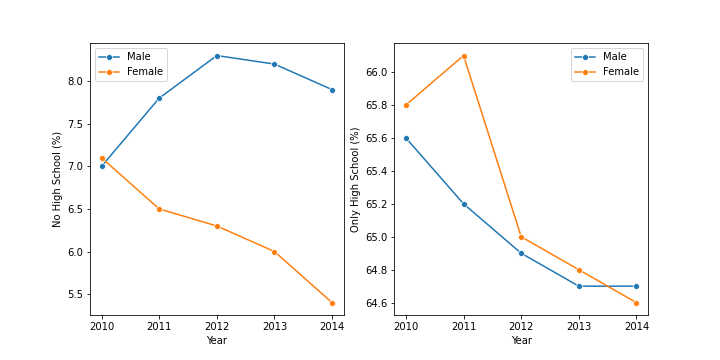 Male
Female
No High School (%)
8.0
7.5
7.0
6.5
6.0
5.5
2010 2011 2012 2013 2014
Year
Male
Female
Only High School (%)
66.0
65.8
65.6
65.4
65.2
65.0
64.8
64.6
2010 2011 2012 2013 2014
Year